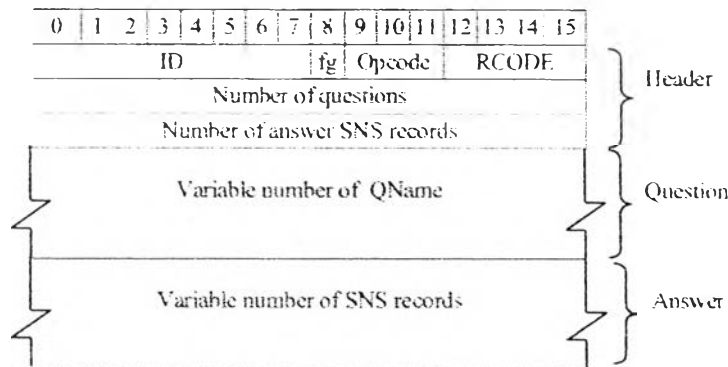 0 1 2 3 4 5 6 7 8 9 10 11 12 13 14 15
ID fg Opcode RCODE
Header
Number of questions
Number of answer SNS records
Variable number of QName
Question
Variable number of SNS records
Answer